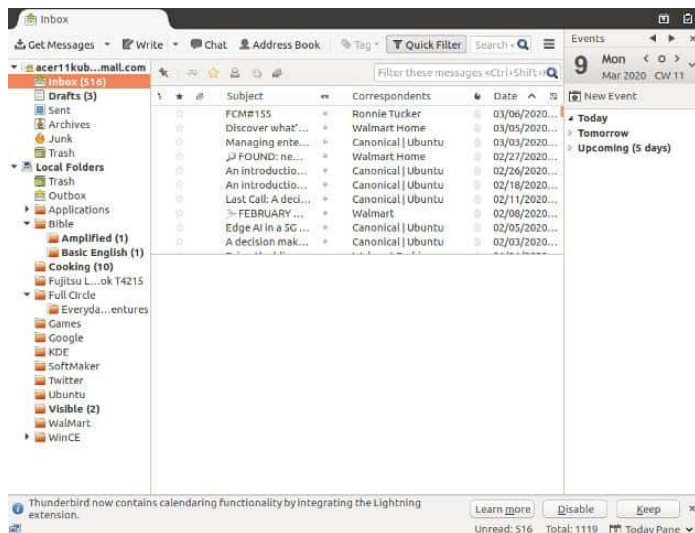 Inbox
Get Messages Write Chat Address Book Tag Quick Filter Search <
Filter these messages <Ctrl+Shift+K
Events
9 Mon
Mar 2020 CW 11
New Event
Today
Tomorrow
Upcoming (5 days)
acer11kub...mail.com
Inbox (516)
Drafts (3)
Sent
Archives
Junk
Trash
Local Folders
Trash
Outbox
Applications
Bible
Amplified (1)
Basic English (1)
Cooking (10)
Fujitsu L...ok T4215
Full Circle
Everyda...entures
Games
Google
KDE
SoftMaker
Twitter
Ubuntu
Visible (2)
WalMart
WinCE
Subject Correspondents Date
FCM#155 Ronnie Tucker 03/06/2020...
Discover what'... Walmart Home 03/05/2020...
Managing ente... Canonical | Ubuntu 03/03/2020...
FOUND: ne... Walmart Home 02/27/2020...
An introductio... Canonical | Ubuntu 02/26/2020...
An introductio... Canonical | Ubuntu 02/18/2020...
Last Call: A deci... Canonical | Ubuntu 02/11/2020...
FEBRUARY ... Walmart 02/08/2020...
Edge AI in a 5G ... Canonical | Ubuntu 02/05/2020...
A decision mak... Canonical | Ubuntu 02/03/2020...
Thunderbird now contains calendaring functionality by integrating the Lightning
extension.
Learn more Disable Keep
Unread: 516 Total: 1119 Today Pane